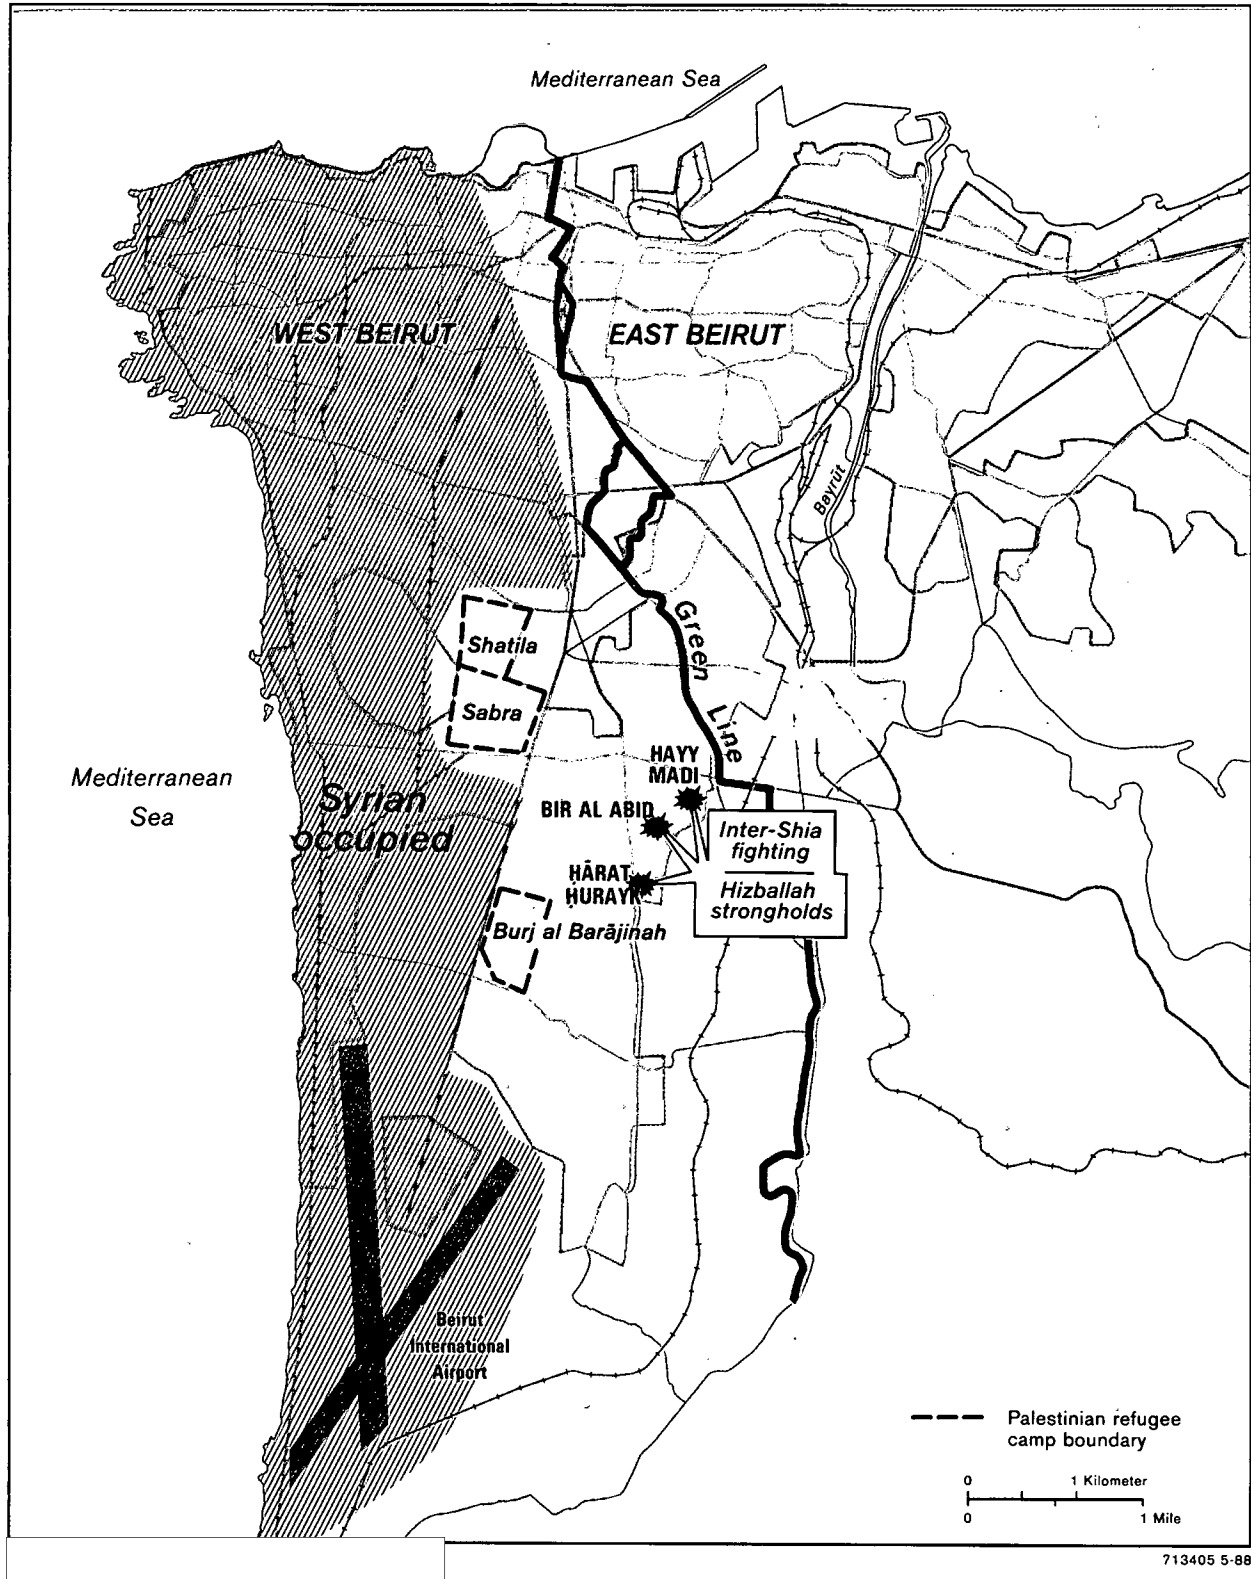 Mediterranean Sea
WEST BEIRUT
EAST BEIRUT
Bayrūt
Green
Line
Shatila
Sabra
HAYY
MADI
Mediterranean
Sea
Syrian
occupied
BIR AL ABID
Inter-Shia
fighting
HĀRAT
ḤURAYK
Hizballah
strongholds
Burj al Barājinah
Beirut
International
Airport
Palestinian refugee
camp boundary
0 1 Kilometer
0 1 Mile
713405 5-88